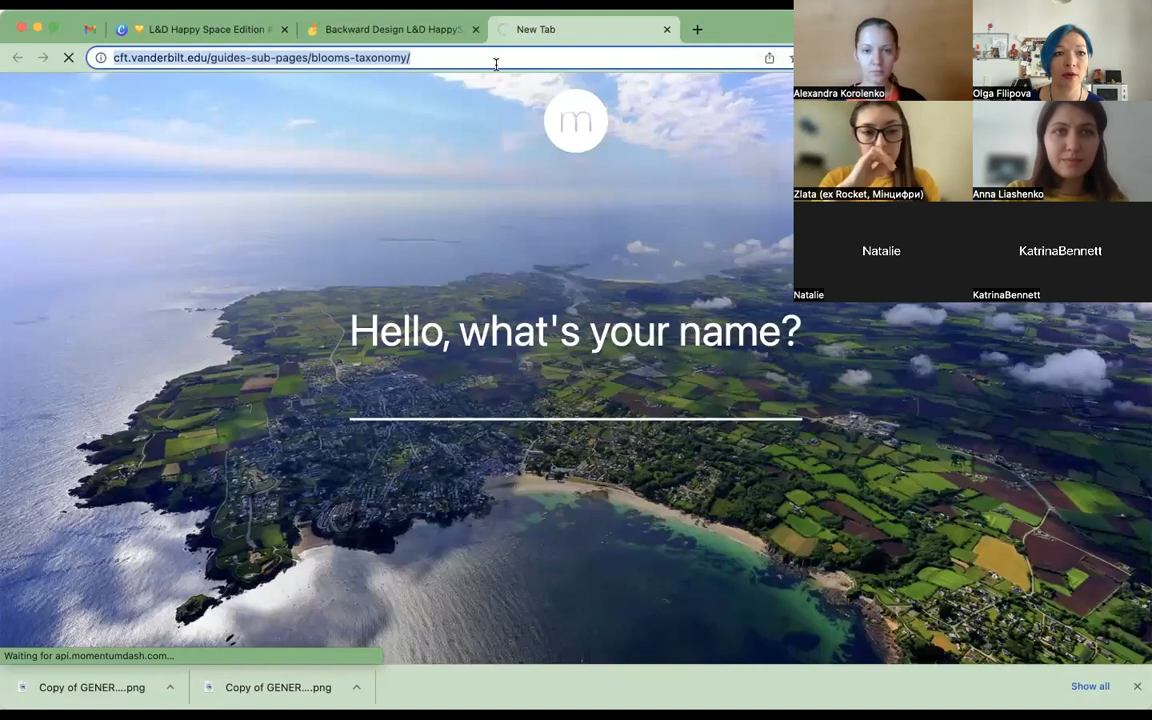 L&D Happy Space Edition
Backward Design L&D HappyS
New Tab
cft.vanderbilt.edu/guides-sub-pages/blooms-taxonomy/
m
Hello, what's your name?
Alexandra Korolenko
Olga Filipova
Zlata (ex Rocket, Мінцифри)
Anna Liashenko
Natalie
KatrinaBennett
Natalie
KatrinaBennett
Waiting for api.momentumdash.com...
Copy of GENER....png
Copy of GENER....png
Show all